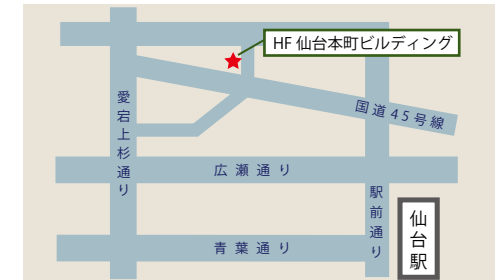 HF 仙台本町ビルディング
愛宕上杉通り
国道45号線
広瀬通り
駅前通り
仙台駅
青葉通り